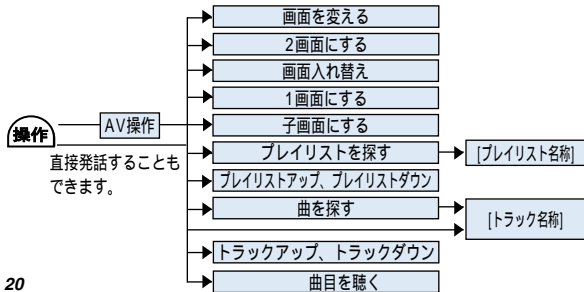 画面を変える
2画面にする
画面入れ替え
1画面にする
操作
AV操作
子画面にする
直接発話することも
できます。
プレイリストを探す
[プレイリスト名称]
プレイリストアップ、プレイリストダウン
曲を探す
[トラック名称]
トラックアップ、トラックダウン
曲目を聴く
20